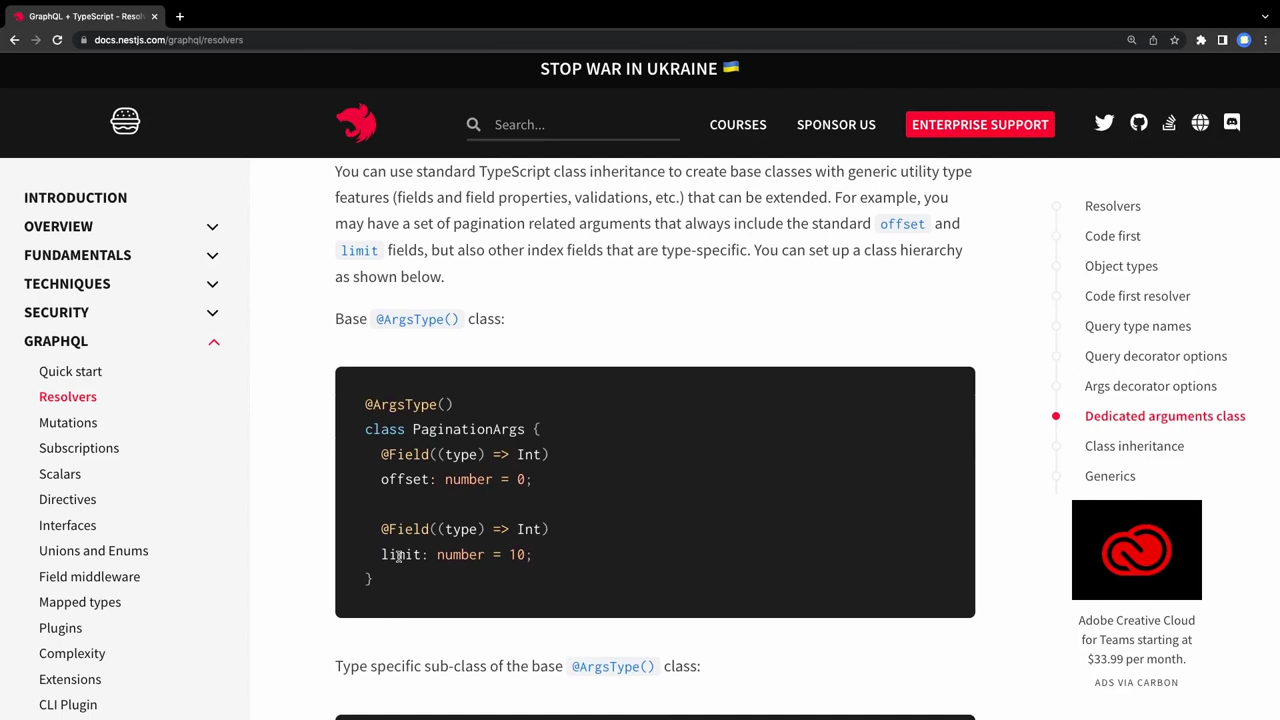 GraphQL + TypeScript - Resol
docs.nestjs.com/graphql/resolvers
STOP WAR IN UKRAINE 🇺🇦
Search...
COURSES
SPONSOR US
ENTERPRISE SUPPORT
INTRODUCTION
OVERVIEW
FUNDAMENTALS
TECHNIQUES
SECURITY
GRAPHQL
Quick start
Resolvers
Mutations
Subscriptions
Scalars
Directives
Interfaces
Unions and Enums
Field middleware
Mapped types
Plugins
Complexity
Extensions
CLI Plugin
You can use standard TypeScript class inheritance to create base classes with generic utility type
features (fields and field properties, validations, etc.) that can be extended. For example, you
may have a set of pagination related arguments that always include the standard offset and
limit fields, but also other index fields that are type-specific. You can set up a class hierarchy
as shown below.
Base @ArgsType() class:
@ArgsType()
class PaginationArgs {
@Field((type) => Int)
offset: number = 0;
@Field((type) => Int)
limit: number = 10;
}
Type specific sub-class of the base @ArgsType() class:
Resolvers
Code first
Object types
Code first resolver
Query type names
Query decorator options
Args decorator options
Dedicated arguments class
Class inheritance
Generics
Adobe Creative Cloud
for Teams starting at
$33.99 per month.
ADS VIA CARBON